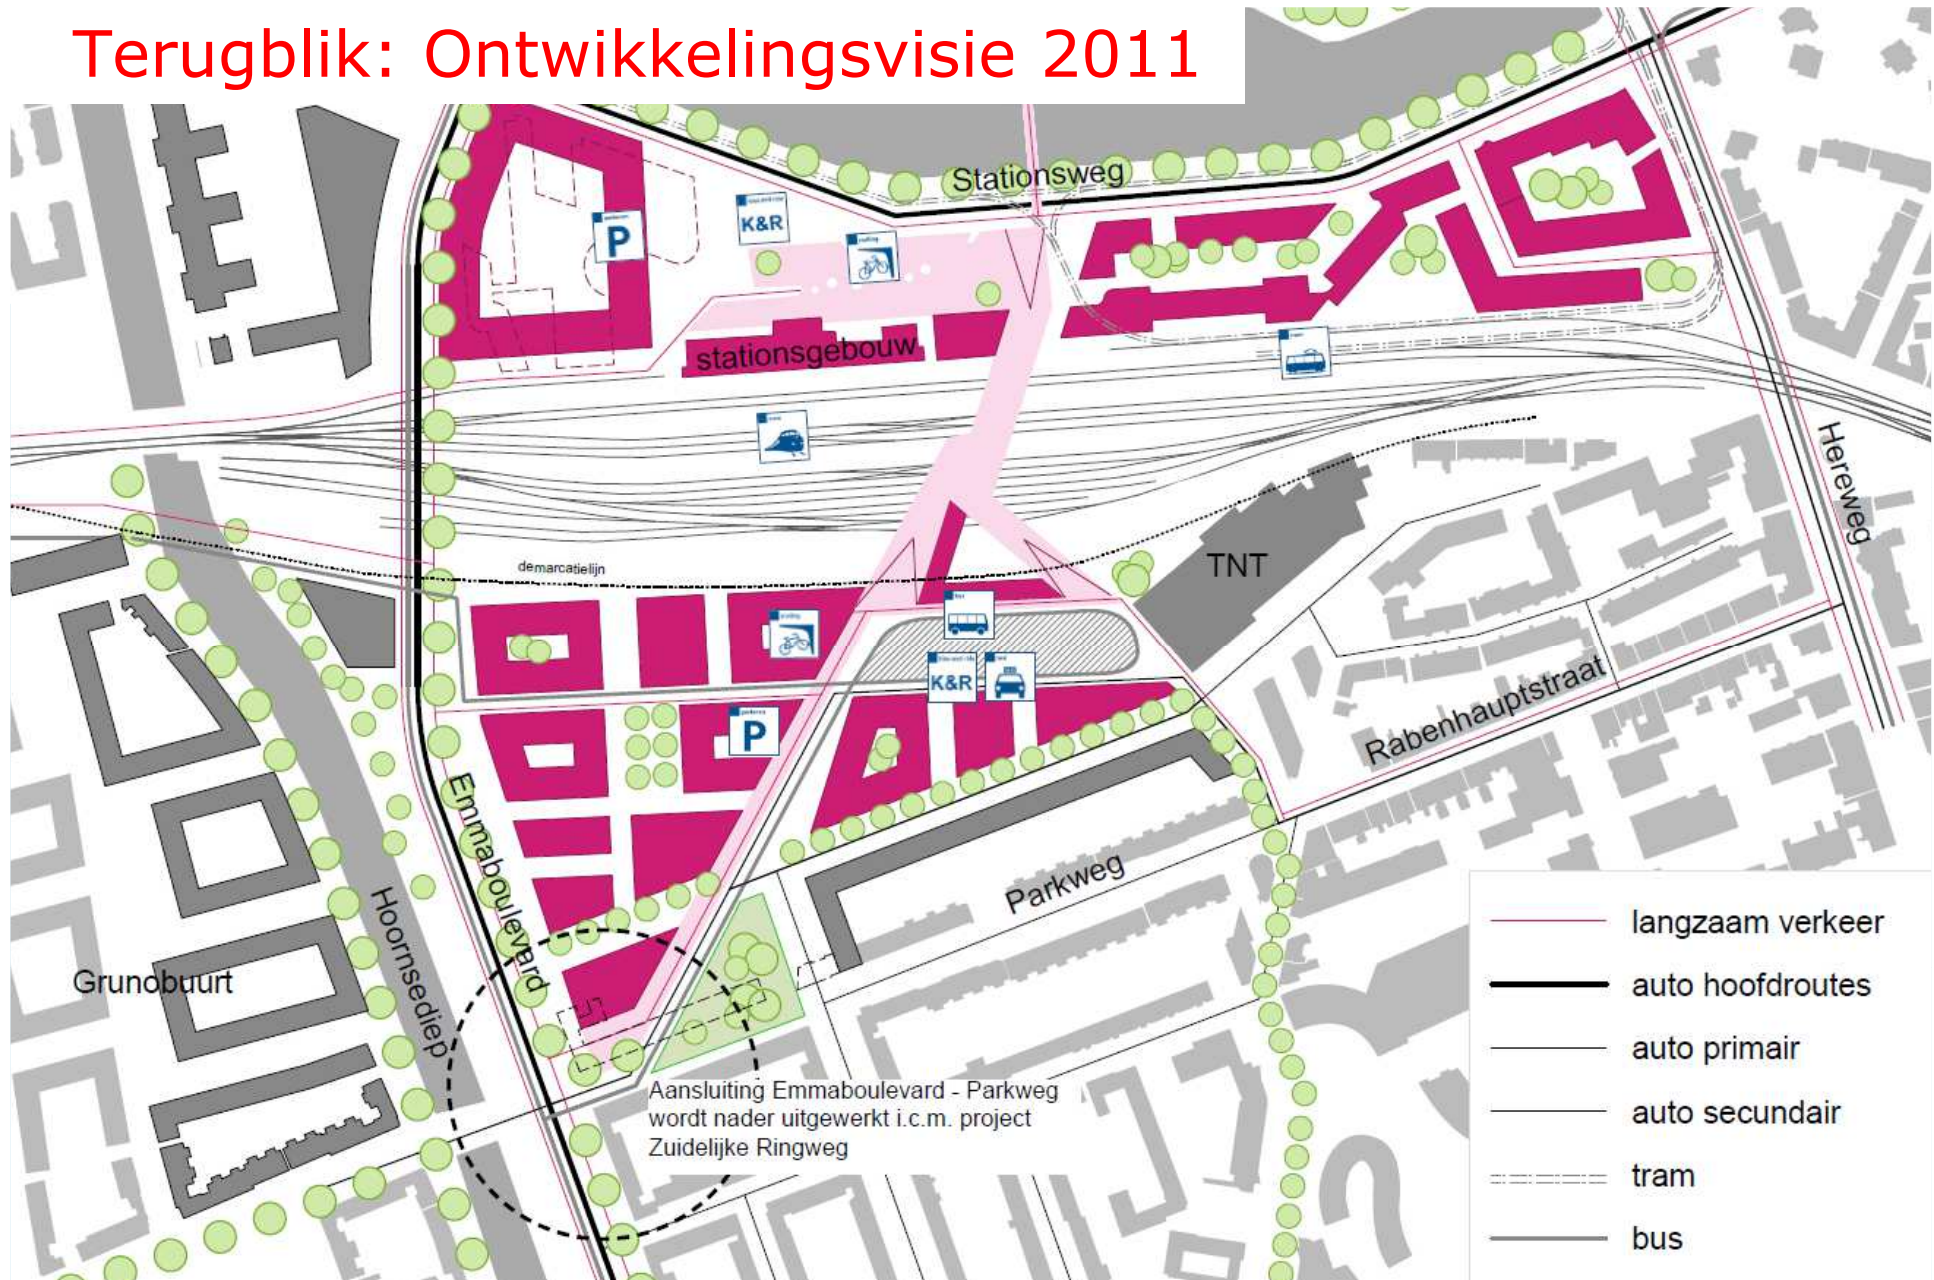 Terugblik: Ontwikkelingsvisie 2011
Stationsweg
K&R
P
stationsgebouw
Hereweg
demarcatielijn
TNT
K&R
P
Rabenhauptstraat
Emmaboulevard
Parkweg
Hoornsediep
Grunobuurt
Aansluiting Emmaboulevard - Parkweg
wordt nader uitgewerkt i.c.m. project
Zuidelijke Ringweg
langzaam verkeer
auto hoofdroutes
auto primair
auto secundair
tram
bus